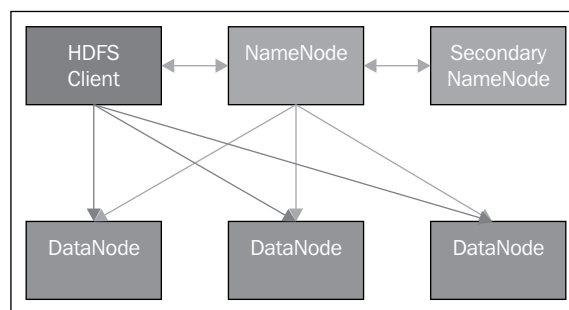 HDFS
Client
NameNode
Secondary
NameNode
DataNode
DataNode
DataNode